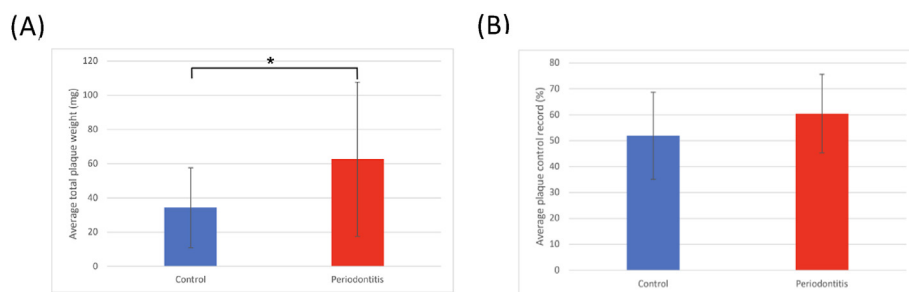 (A)
*
Average total plaque weight (mg)
120
100
80
60
40
20
0
Control
Periodontitis
(B)
Average plaque control record (%)
80
70
60
50
40
30
20
10
0
Control
Periodontitis